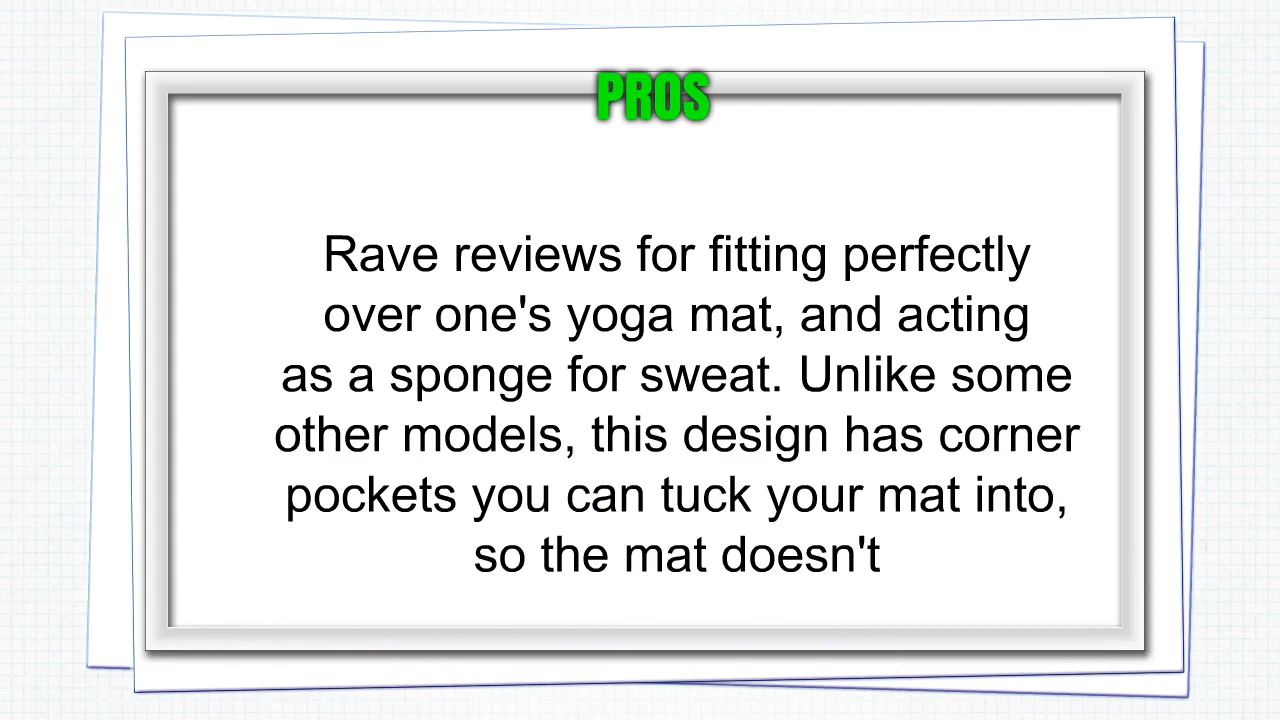 PROS
Rave reviews for fitting perfectly
over one's yoga mat, and acting
as a sponge for sweat. Unlike some
other models, this design has corner
pockets you can tuck your mat into,
so the mat doesn't